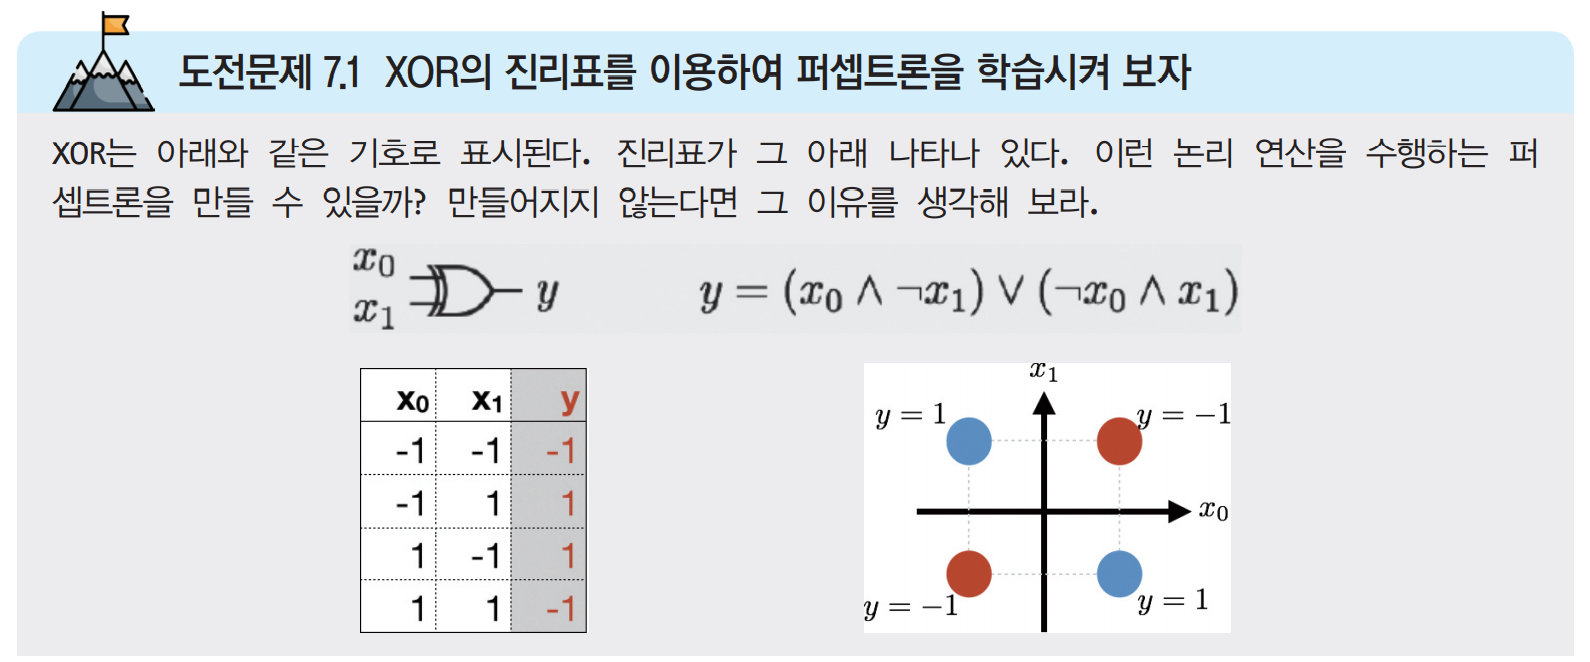 도전문제 7.1 XOR의 진리표를 이용하여 퍼셉트론을 학습시켜 보자
XOR는 아래와 같은 기호로 표시된다. 진리표가 그 아래 나타나 있다. 이런 논리 연산을 수행하는 퍼
셉트론을 만들 수 있을까? 만들어지지 않는다면 그 이유를 생각해 보라.
x₀
x₁
y
y = (x₀ ∧ ¬x₁) ∨ (¬x₀ ∧ x₁)
x₀ x₁ y
-1 -1 -1
-1 1 1
1 -1 1
1 1 -1
x₁
y = 1
y = −1
x₀
y = −1
y = 1